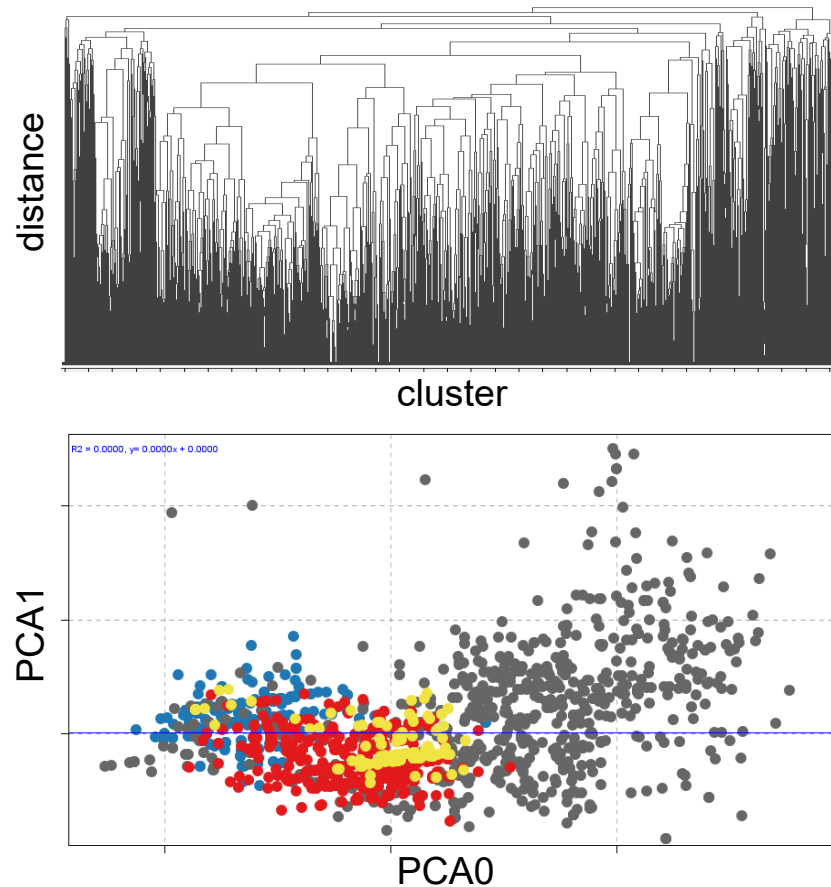 distance
cluster
R2 = 0.0000, y= 0.0000x + 0.0000
PCA1
PCA0